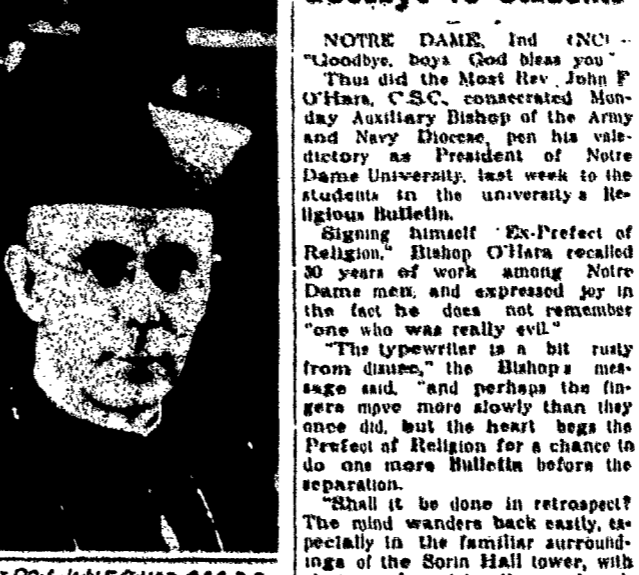 NOTRE DAME, Ind (NC) -
"Goodbye, boys God bless you"
Thus did the Most Rev. John F
O'Hara, C.S.C., consecrated Mon-
day Auxiliary Bishop of the Army
and Navy Diocese, pen his vale-
dictory as President of Notre
Dame University, last week to the
students in the university's Re-
ligious Bulletin.
Signing himself "Ex-Prefect of
Religion," Bishop O'Hara recalled
30 years of work among Notre
Dame men, and expressed joy in
the fact he does not remember
"one who was really evil."
"The typewriter is a bit rusty
from disuse," the Bishop's mes-
sage said, "and perhaps the fin-
gers move more slowly than they
once did, but the heart begs the
Prefect of Religion for a chance to
do one more Bulletin before the
separation.
"Shall it be done in retrospect?
The mind wanders back easily, es-
pecially in the familiar surround-
ings of the Sorin Hall tower, with